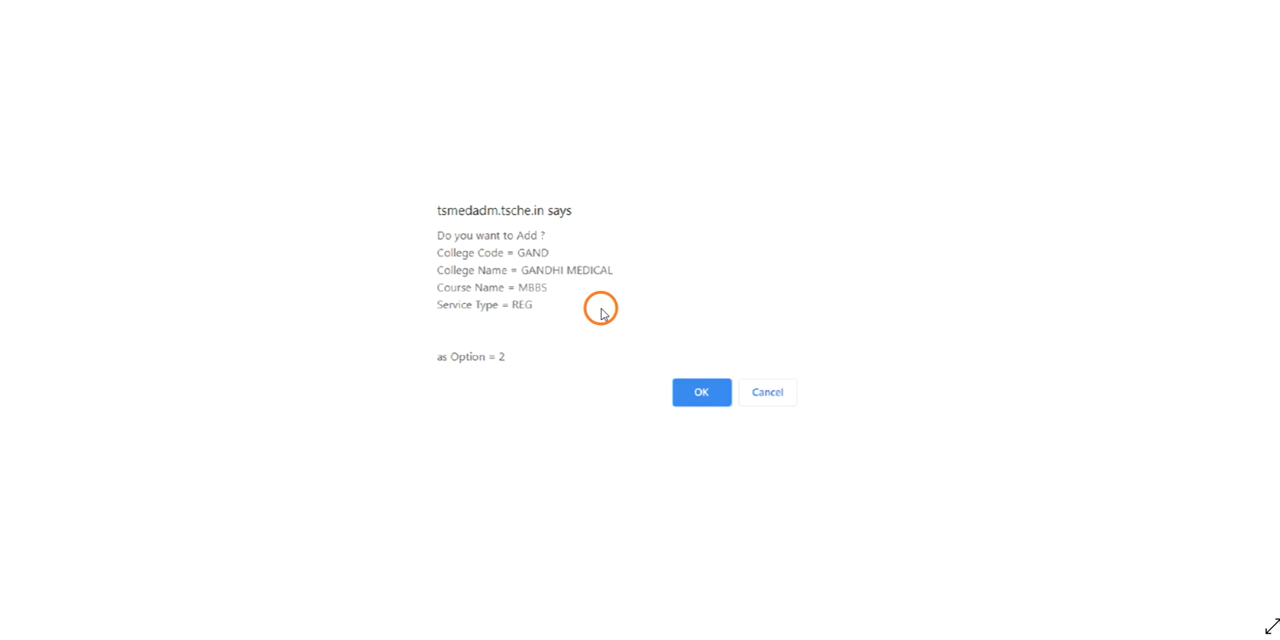 tsmedadm.tsche.in says
Do you want to Add ?
College Code = GAND
College Name = GANDHI MEDICAL
Course Name = MBBS
Service Type = REG
as Option = 2
OK Cancel